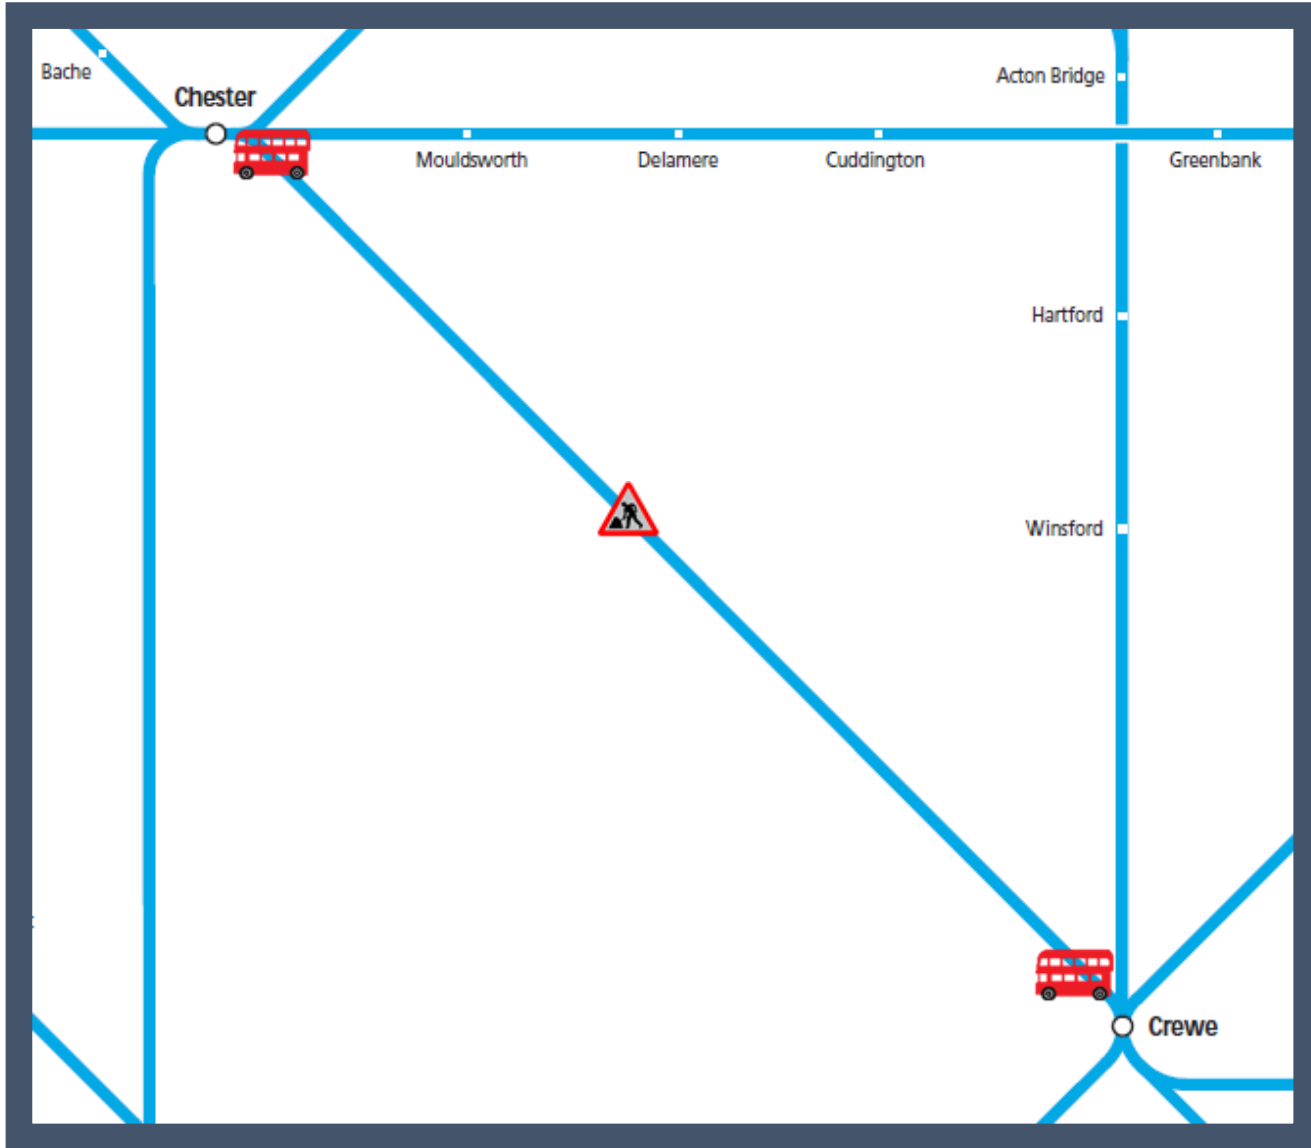 Bache
Chester
Acton Bridge
Mouldsworth
Delamere
Cuddington
Greenbank
Hartford
Winsford
Crewe